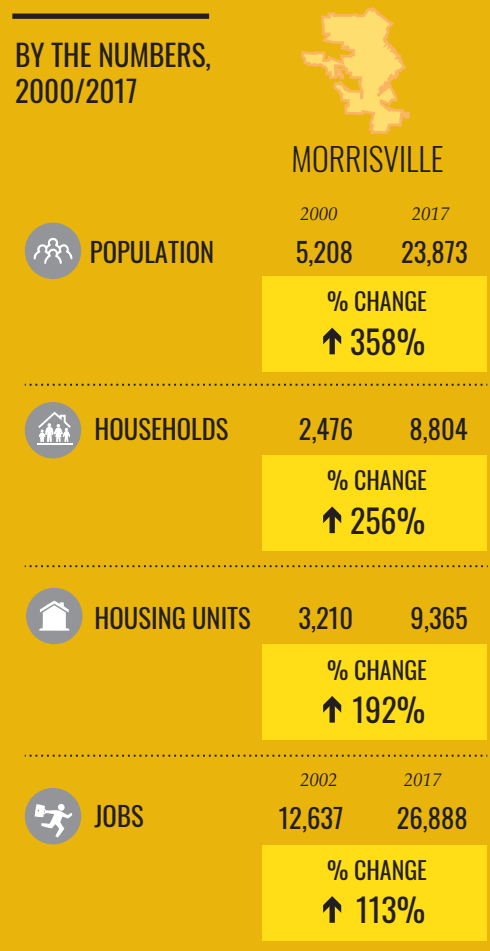 BY THE NUMBERS,
2000/2017
MORRISVILLE
2000 2017
POPULATION 5,208 23,873
% CHANGE
↑ 358%
HOUSEHOLDS 2,476 8,804
% CHANGE
↑ 256%
HOUSING UNITS 3,210 9,365
% CHANGE
↑ 192%
2002 2017
JOBS 12,637 26,888
% CHANGE
↑ 113%